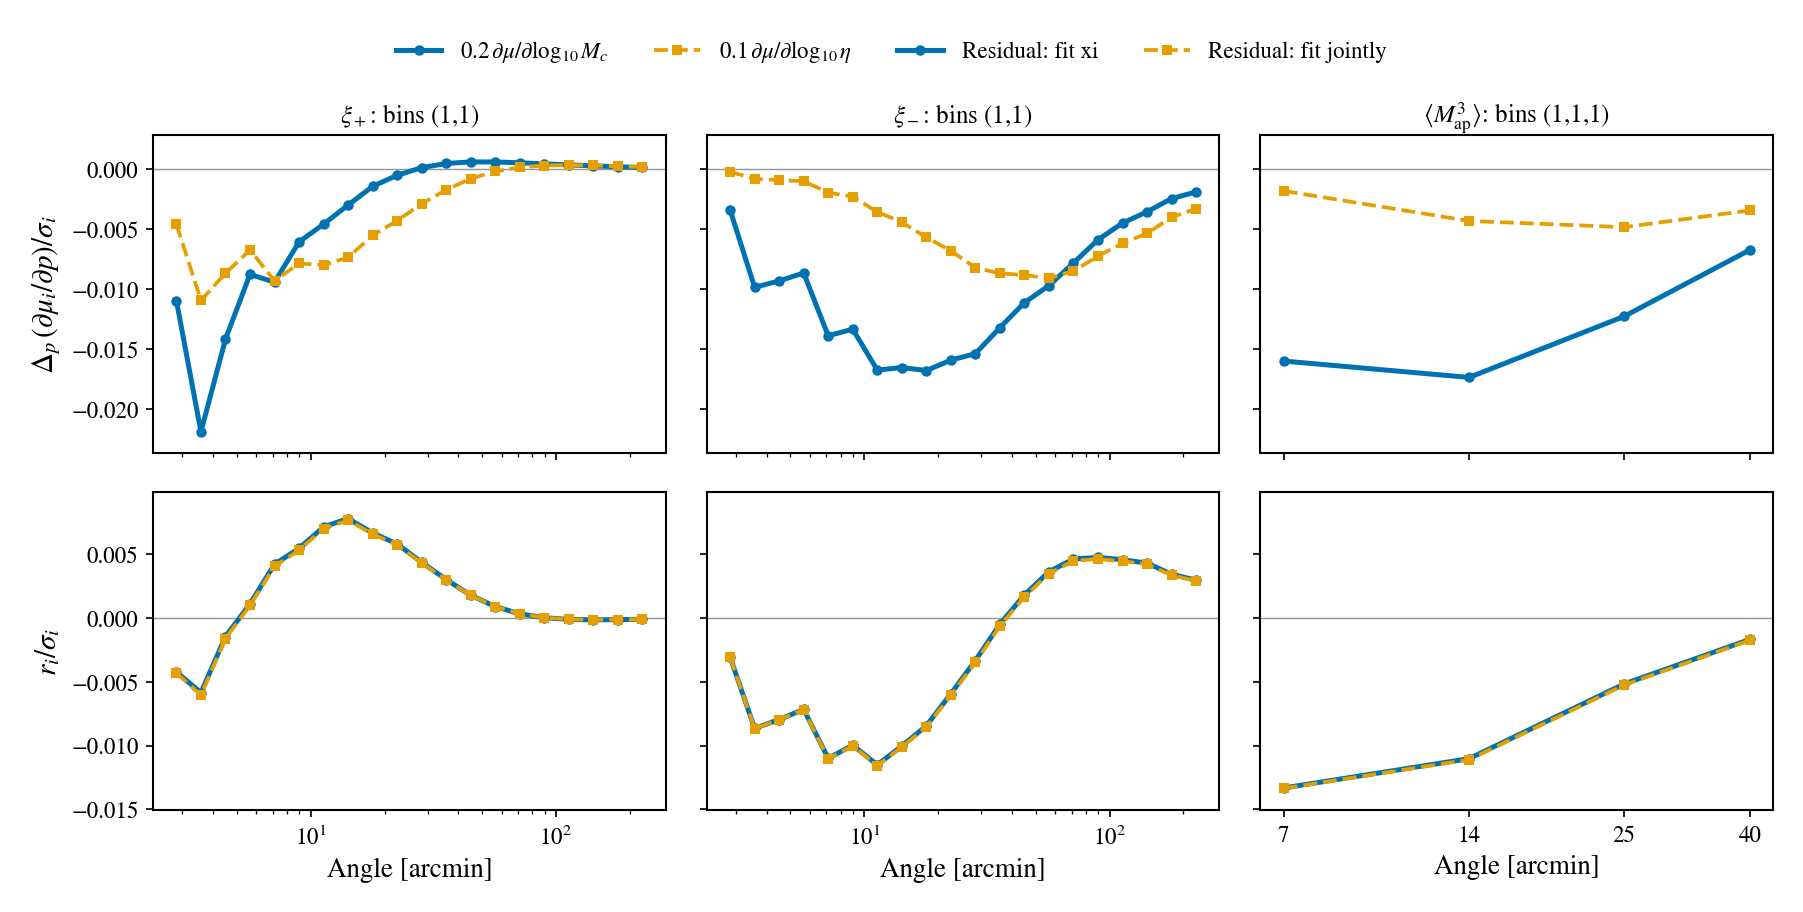 0.2 ∂μ/∂log₁₀ M_c   0.1 ∂μ/∂log₁₀ η   Residual: fit xi   Residual: fit jointly
ξ₊: bins (1,1)
ξ₋: bins (1,1)
⟨M³_ap⟩: bins (1,1,1)
Δ_p (∂μ_i/∂p)/σ_i
0.000
−0.005
−0.010
−0.015
−0.020
r_i/σ_i
0.005
0.000
−0.005
−0.010
−0.015
10¹ 10²
Angle [arcmin]
10¹ 10²
Angle [arcmin]
7 14 25 40
Angle [arcmin]